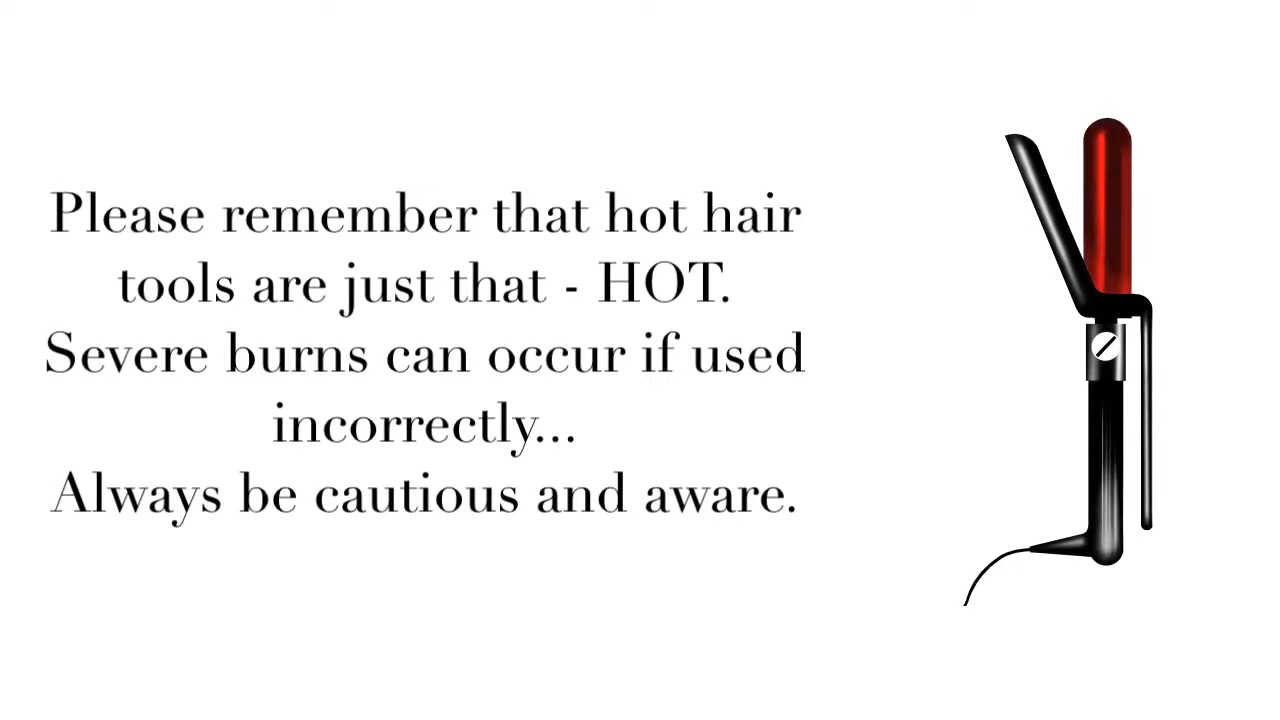 Please remember that hot hair
tools are just that - HOT.
Severe burns can occur if used
incorrectly...
Always be cautious and aware.